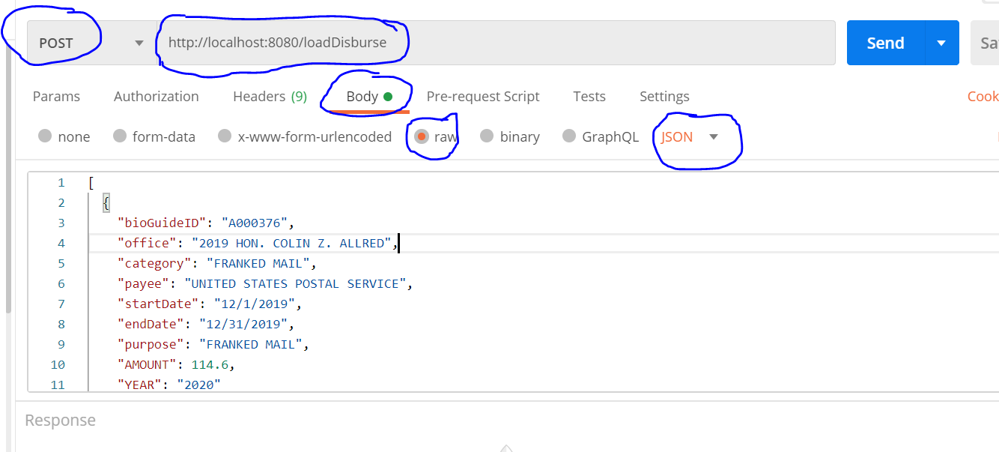 POST http://localhost:8080/loadDisburse Send
Params Authorization Headers (9) Body Pre-request Script Tests Settings
none form-data x-www-form-urlencoded raw binary GraphQL JSON
1 [
2 {
3 "bioGuideID": "A000376",
4 "office": "2019 HON. COLIN Z. ALLRED",
5 "category": "FRANKED MAIL",
6 "payee": "UNITED STATES POSTAL SERVICE",
7 "startDate": "12/1/2019",
8 "endDate": "12/31/2019",
9 "purpose": "FRANKED MAIL",
10 "AMOUNT": 114.6,
11 "YEAR": "2020"
Response